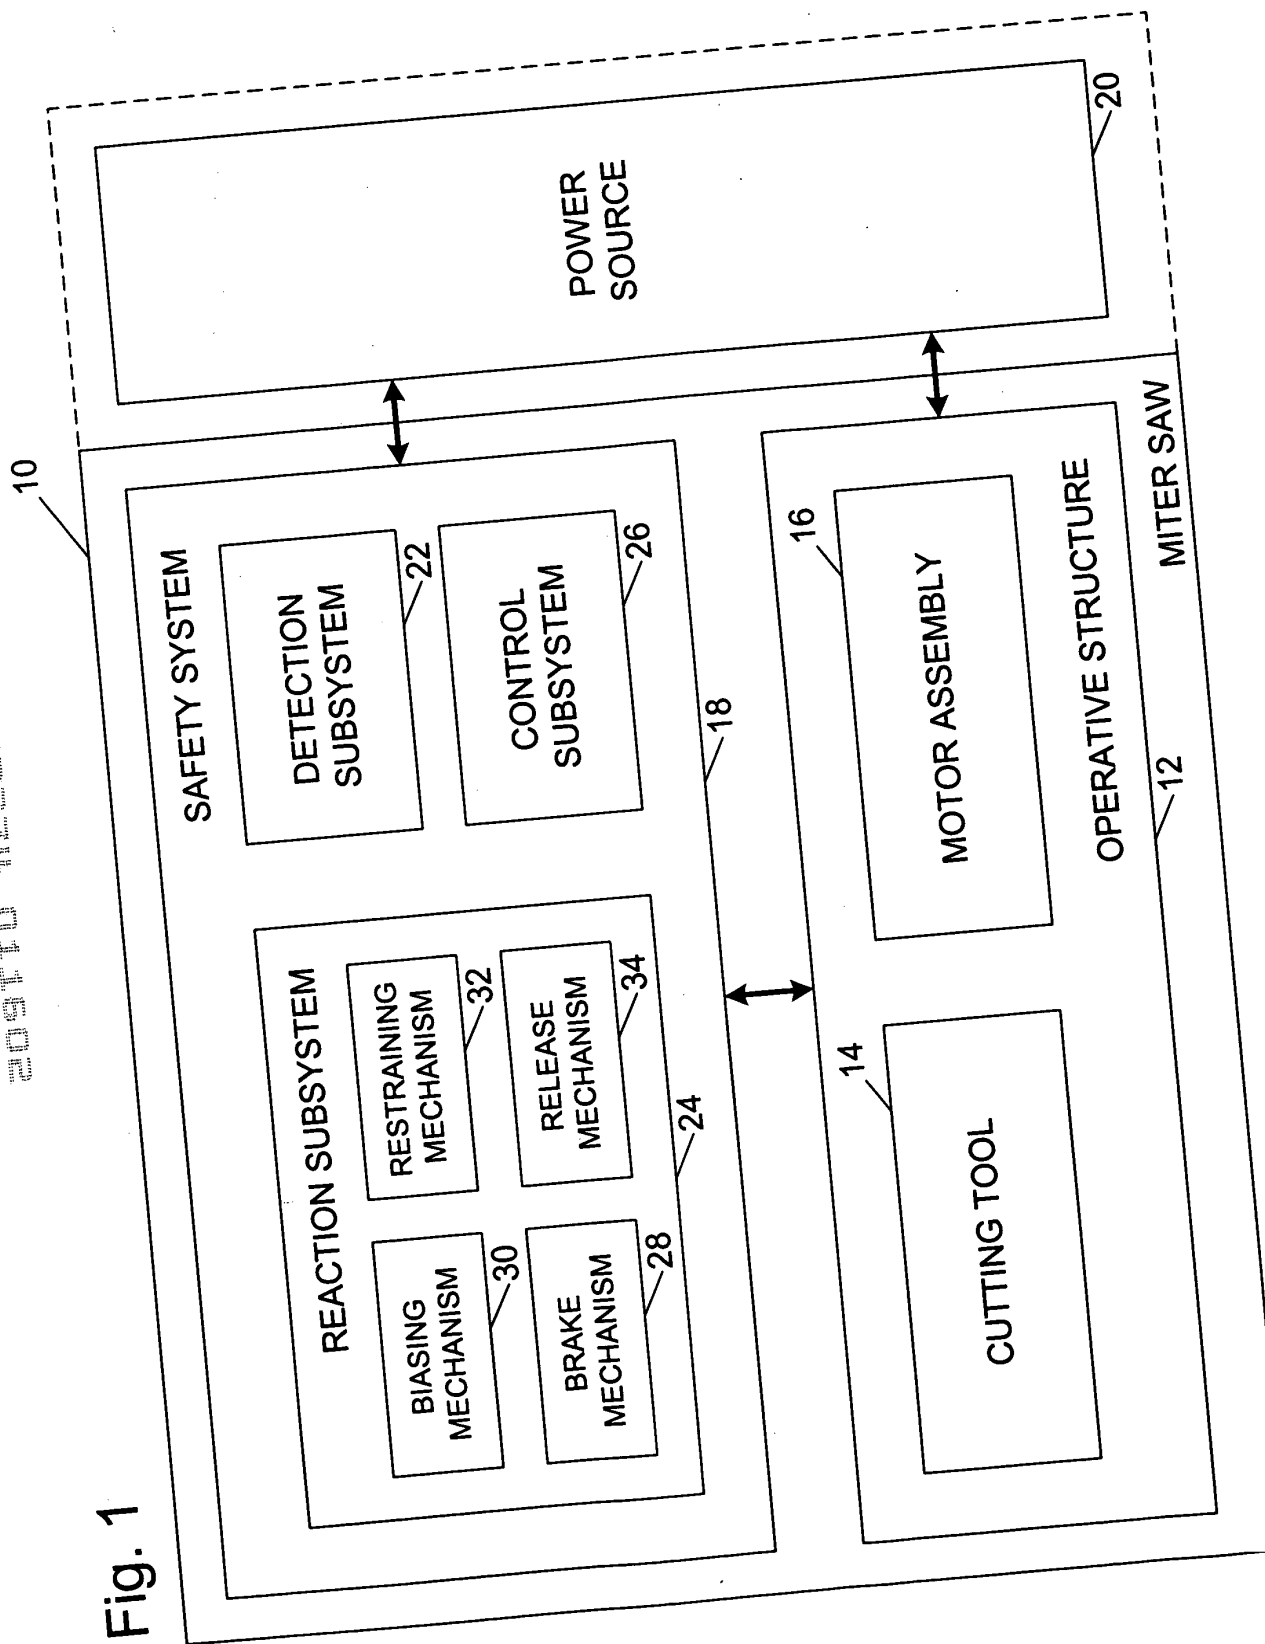 Fig. 1
10
SAFETY SYSTEM
REACTION SUBSYSTEM
BIASING
MECHANISM
30
RESTRAINING
MECHANISM
32
BRAKE
MECHANISM
28
RELEASE
MECHANISM
34
24
DETECTION
SUBSYSTEM
22
CONTROL
SUBSYSTEM
26
18
POWER
SOURCE
20
14
CUTTING TOOL
16
MOTOR ASSEMBLY
OPERATIVE STRUCTURE
12
MITER SAW